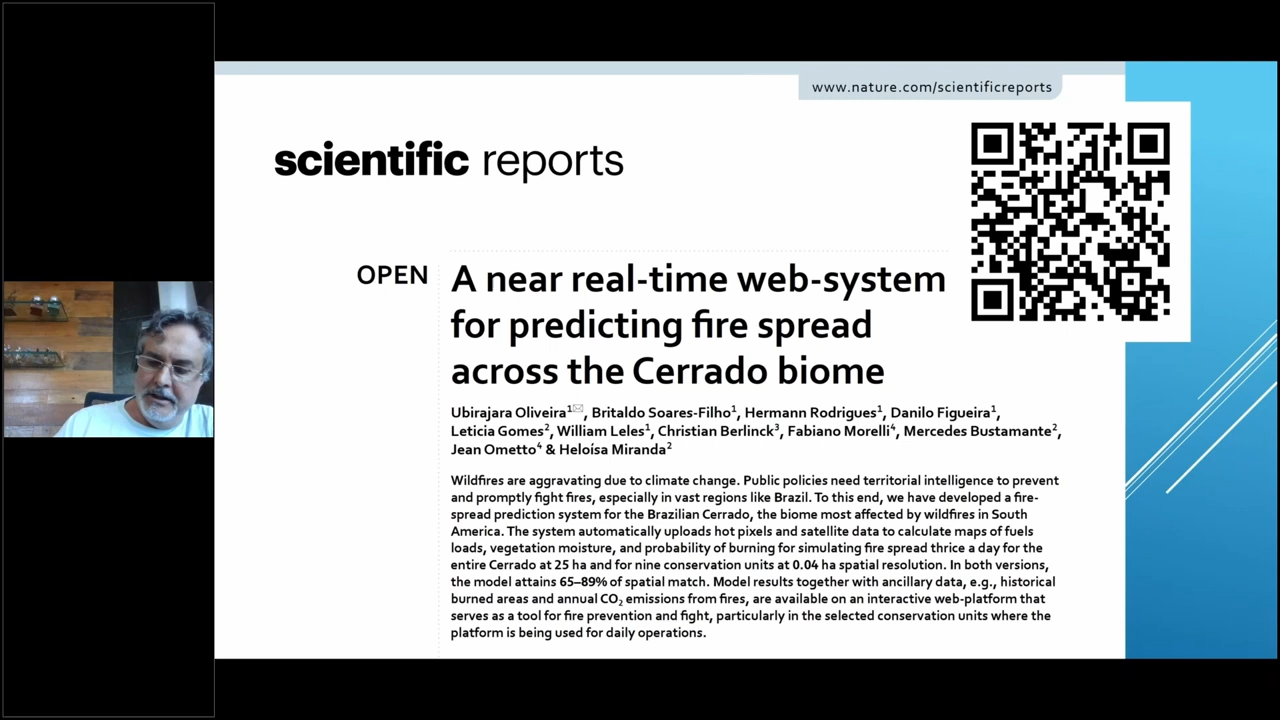 www.nature.com/scientificreports
scientific reports
OPEN
A near real-time web-system
for predicting fire spread
across the Cerrado biome
Ubirajara Oliveira¹✉, Britaldo Soares-Filho¹, Hermann Rodrigues¹, Danilo Figueira¹,
Leticia Gomes², William Leles¹, Christian Berlinck³, Fabiano Morelli⁴, Mercedes Bustamante²,
Jean Ometto⁴ & Heloísa Miranda²
Wildfires are aggravating due to climate change. Public policies need territorial intelligence to prevent
and promptly fight fires, especially in vast regions like Brazil. To this end, we have developed a fire-
spread prediction system for the Brazilian Cerrado, the biome most affected by wildfires in South
America. The system automatically uploads hot pixels and satellite data to calculate maps of fuels
loads, vegetation moisture, and probability of burning for simulating fire spread thrice a day for the
entire Cerrado at 25 ha and for nine conservation units at 0.04 ha spatial resolution. In both versions,
the model attains 65–89% of spatial match. Model results together with ancillary data, e.g., historical
burned areas and annual CO₂ emissions from fires, are available on an interactive web-platform that
serves as a tool for fire prevention and fight, particularly in the selected conservation units where the
platform is being used for daily operations.